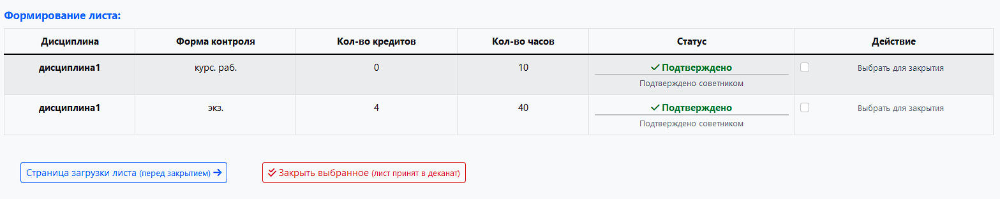 Формирование листа:
Дисциплина Форма контроля Кол-во кредитов Кол-во часов Статус Действие
дисциплина1 курс. раб. 0 10 Подтверждено Выбрать для закрытия
Подтверждено советником
дисциплина1 экз. 4 40 Подтверждено Выбрать для закрытия
Подтверждено советником
Страница загрузки листа (перед закрытием) → Закрыть выбранное (лист принят в деканат)